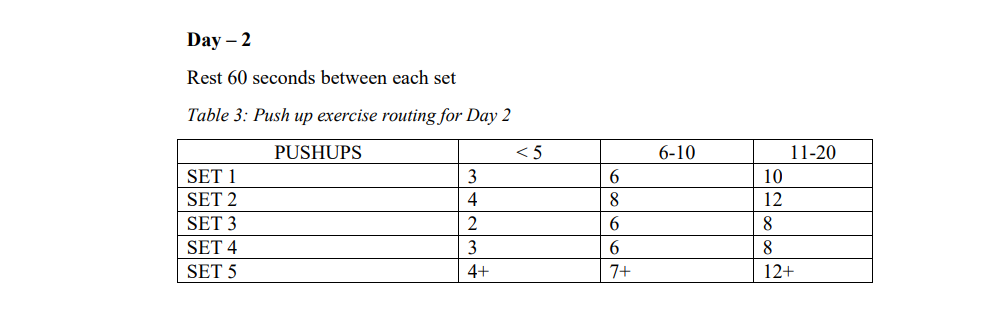 Day – 2
Rest 60 seconds between each set
Table 3: Push up exercise routing for Day 2
PUSHUPS < 5 6-10 11-20
SET 1 3 6 10
SET 2 4 8 12
SET 3 2 6 8
SET 4 3 6 8
SET 5 4+ 7+ 12+